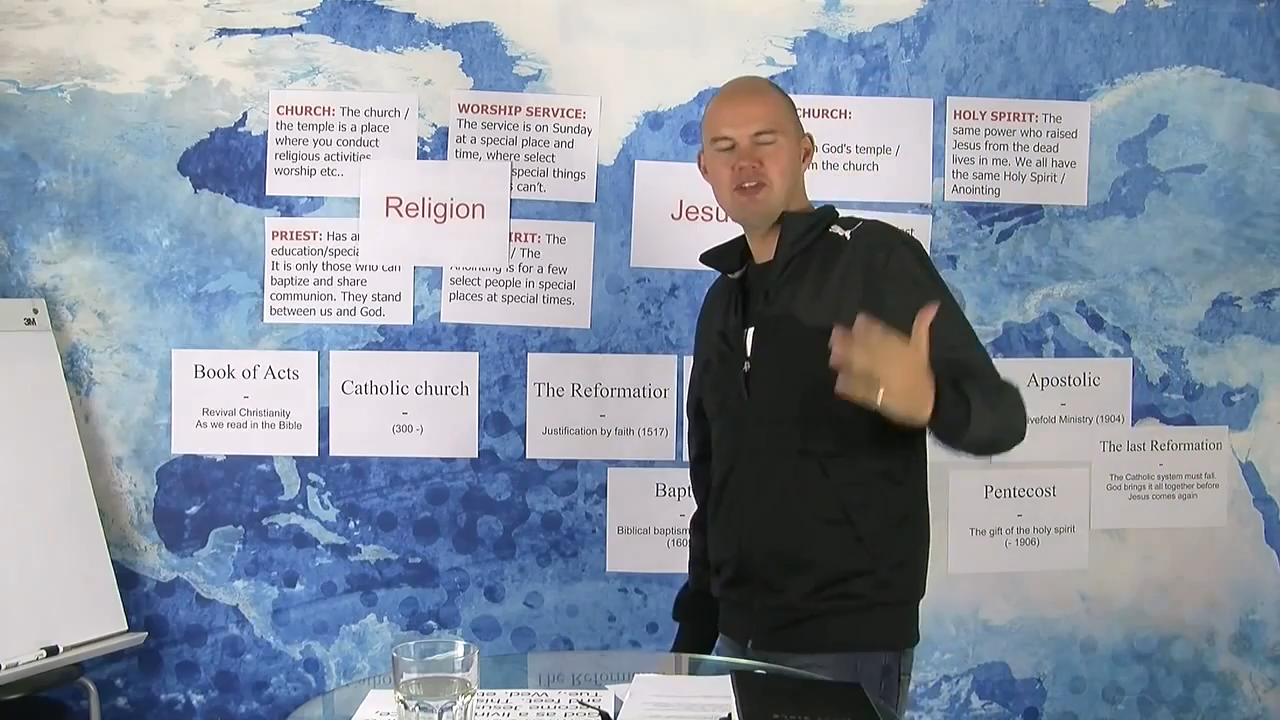 CHURCH: The church /
the temple is a place
where you conduct
religious activities
worship etc..
WORSHIP SERVICE:
The service is on Sunday
at a special place and
time, where select
special things
can't.
Religion
PRIEST: Has
education/
It is only those who can
baptize and share
communion. They stand
between us and God.
The
/ The
Anointing is for a few
select people in special
places at special times.
CHURCH:
God's temple /
the church
HOLY SPIRIT: The
same power who raised
Jesus from the dead
lives in me. We all have
the same Holy Spirit /
Anointing
3M
Book of Acts
-
Revival Christianity
As we read in the Bible
Catholic church
-
(300 -)
The Reformation
-
Justification by faith (1517)
Biblical baptism
Apostolic
-
Ministry (1904)
The last Reformation
-
The Catholic system must fall.
God brings it all together before
Jesus comes again
Pentecost
-
The gift of the holy spirit
(- 1906)